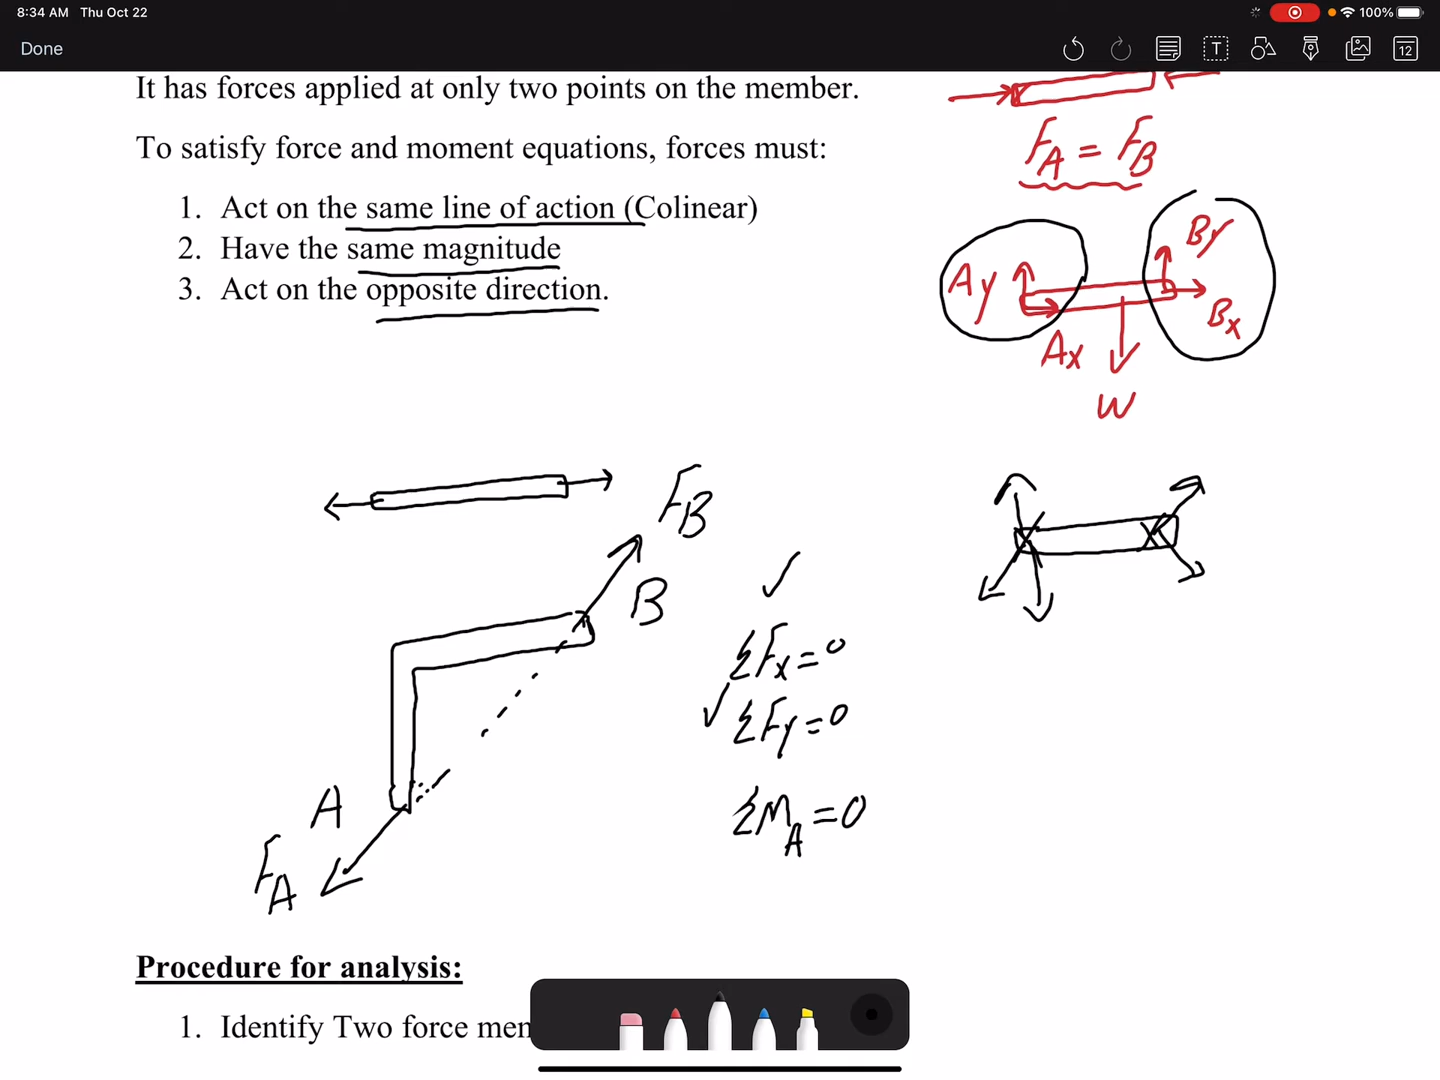 8:34 AM Thu Oct 22
100%
Done
T
12
It has forces applied at only two points on the member.
To satisfy force and moment equations, forces must:
1. Act on the same line of action (Colinear)
2. Have the same magnitude
3. Act on the opposite direction.
FA = FB
Ay
By
Bx
Ax
W
FB
B
ΣFx=0
ΣFy=0
ΣMA=0
A
FA
Procedure for analysis:
1. Identify Two force men